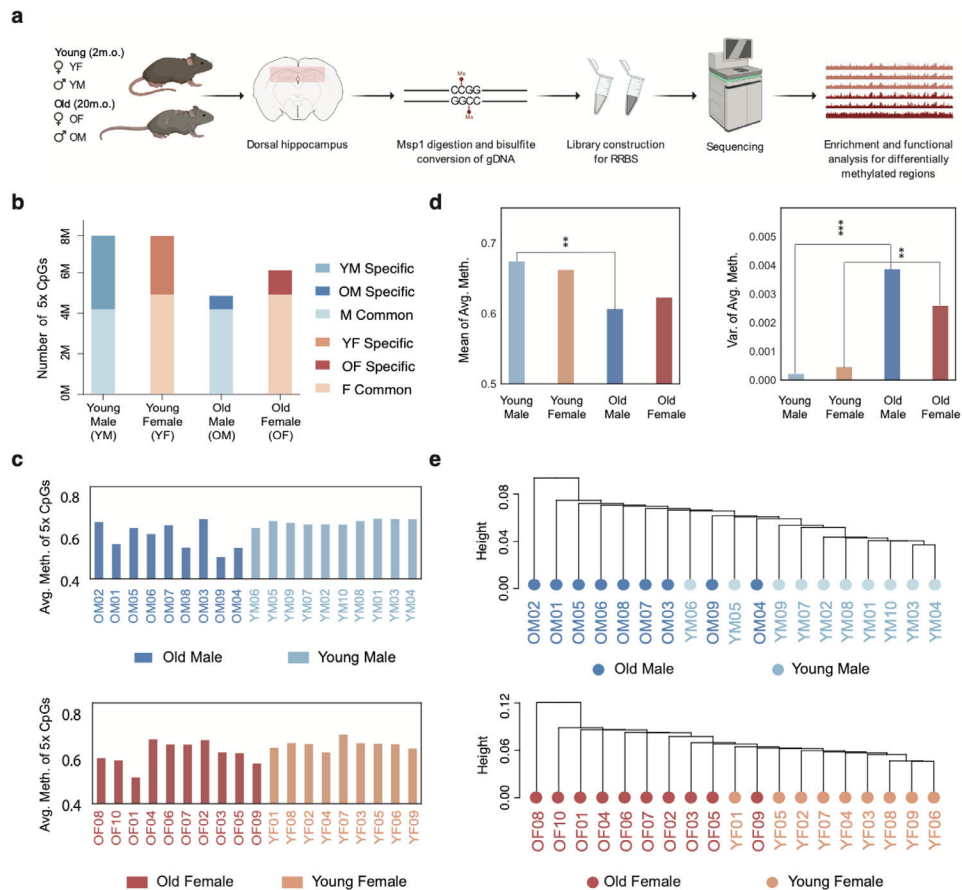 a
Young (2m.o.)
♀ YF
♂ YM
Old (20m.o.)
♀ OF
♂ OM
Dorsal hippocampus
Me
CCGG
GGCC
Me
Msp1 digestion and bisulfite
conversion of gDNA
Library construction
for RRBS
Sequencing
Enrichment and functional
analysis for differentially
methylated regions
b
Number of 5x CpGs
8M
6M
4M
2M
0M
Young
Male
(YM)
Young
Female
(YF)
Old
Male
(OM)
Old
Female
(OF)
YM Specific
OM Specific
M Common
YF Specific
OF Specific
F Common
d
Mean of Avg. Meth.
0.7
0.6
0.5
**
Young
Male
Young
Female
Old
Male
Old
Female
Var. of Avg. Meth.
0.005
0.004
0.003
0.002
0.001
0.000
***
**
Young
Male
Young
Female
Old
Male
Old
Female
c
Avg. Meth. of 5x CpGs
0.8
0.6
0.4
OM02
OM01
OM05
OM06
OM07
OM08
OM03
OM09
OM04
YM06
YM05
YM09
YM07
YM02
YM10
YM08
YM01
YM03
YM04
Old Male
Young Male
Avg. Meth. of 5x CpGs
0.8
0.6
0.4
OF08
OF10
OF01
OF04
OF06
OF07
OF02
OF03
OF05
OF09
YF01
YF08
YF02
YF04
YF07
YF03
YF05
YF06
YF09
Old Female
Young Female
e
Height
0.08
0.04
0.00
OM02
OM01
OM05
OM06
OM08
OM07
OM03
YM06
OM09
YM05
OM04
YM09
YM07
YM02
YM08
YM01
YM10
YM03
YM04
Old Male
Young Male
Height
0.12
0.06
0.00
OF08
OF10
OF01
OF04
OF06
OF07
OF02
OF03
OF05
YF01
OF09
YF05
YF02
YF07
YF04
YF03
YF08
YF09
YF06
Old Female
Young Female